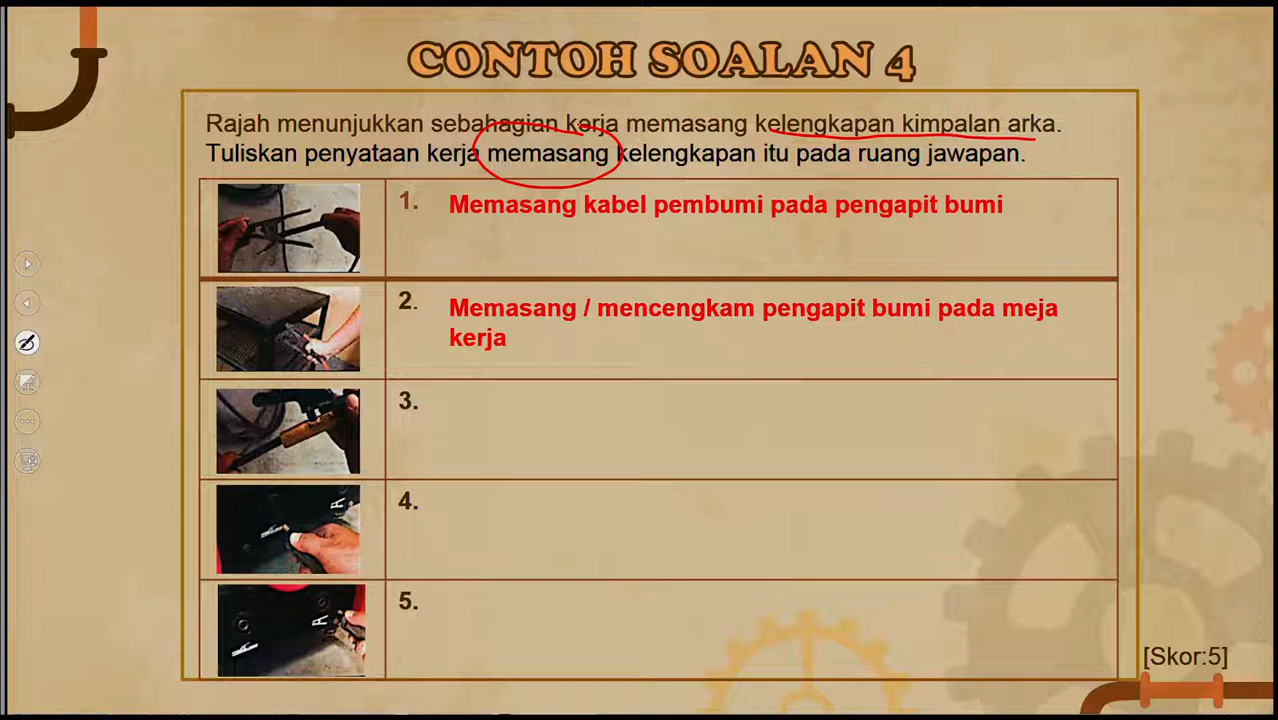 CONTOH SOALAN 4
Rajah menunjukkan sebahagian kerja memasang kelengkapan kimpalan arka.
Tuliskan penyataan kerja memasang kelengkapan itu pada ruang jawapan.
1. Memasang kabel pembumi pada pengapit bumi
2. Memasang / mencengkam pengapit bumi pada meja
kerja
3.
4.
5.
[Skor:5]